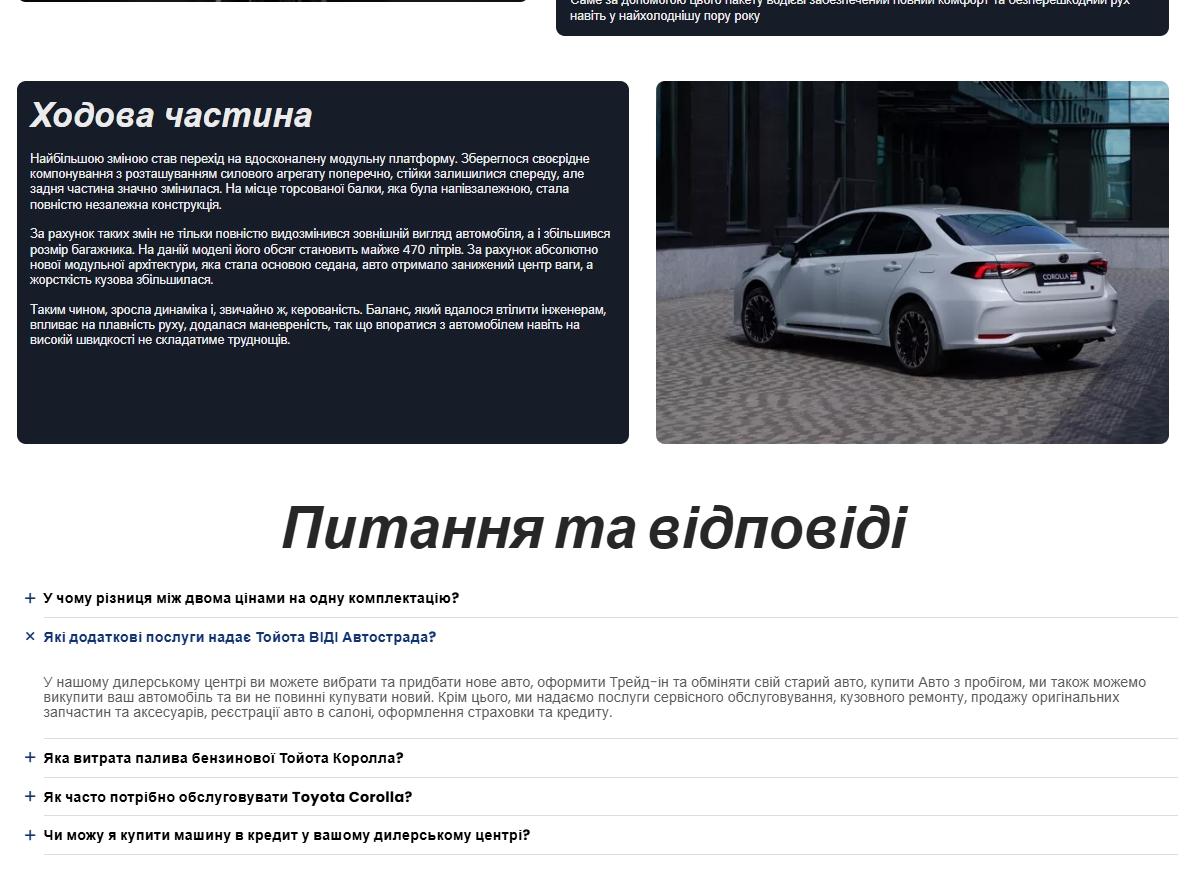 Саме за допомогою цього пакету водієві забезпечений повний комфорт та безперешкодний рух
навіть у найхолоднішу пору року
Ходова частина
Найбільшою зміною став перехід на вдосконалену модульну платформу. Збереглося своєрідне
компонування з розташуванням силового агрегату поперечно, стійки залишилися спереду, але
задня частина значно змінилася. На місце торсованої балки, яка була напівзалежною, стала
повністю незалежна конструкція.
За рахунок таких змін не тільки повністю видозмінився зовнішній вигляд автомобіля, а і збільшився
розмір багажника. На даній моделі його обсяг становить майже 470 літрів. За рахунок абсолютно
нової модульної архітектури, яка стала основою седана, авто отримало занижений центр ваги, а
жорсткість кузова збільшилася.
Таким чином, зросла динаміка і, звичайно ж, керованість. Баланс, який вдалося втілити інженерам,
впливає на плавність руху, додалася маневреність, так що впоратися з автомобілем навіть на
високій швидкості не складатиме труднощів.
COROLLA
COROLLA
Питання та відповіді
У чому різниця між двома цінами на одну комплектацію?
Які додаткові послуги надає Тойота ВІДІ Автострада?
У нашому дилерському центрі ви можете вибрати та придбати нове авто, оформити Трейд-ін та обміняти свій старий авто, купити Авто з пробігом, ми також можемо
викупити ваш автомобіль та ви не повинні купувати новий. Крім цього, ми надаємо послуги сервісного обслуговування, кузовного ремонту, продажу оригінальних
запчастин та аксесуарів, реєстрації авто в салоні, оформлення страховки та кредиту.
Яка витрата палива бензинової Тойота Королла?
Як часто потрібно обслуговувати Toyota Corolla?
Чи можу я купити машину в кредит у вашому дилерському центрі?